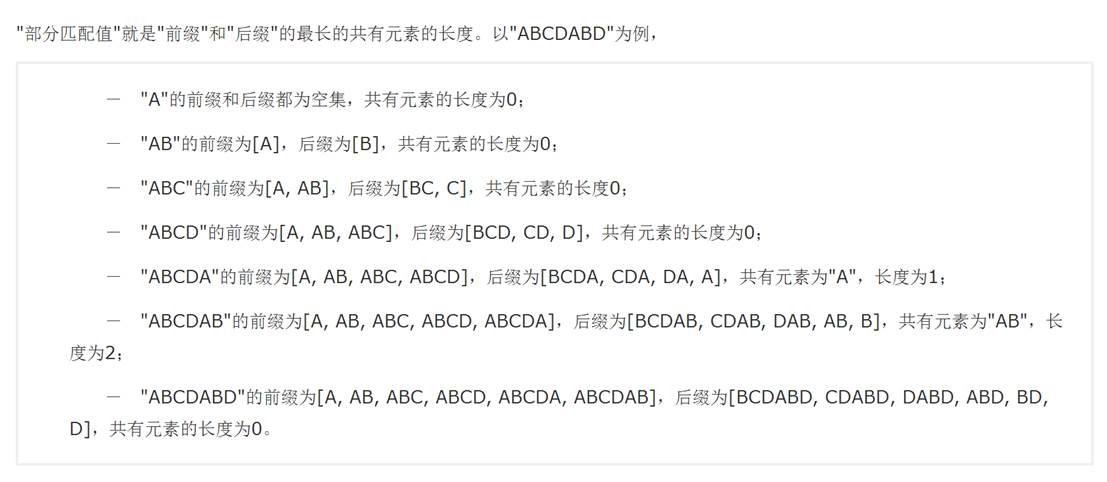 "部分匹配值"就是"前缀"和"后缀"的最长的共有元素的长度。以"ABCDABD"为例，
－ "A"的前缀和后缀都为空集，共有元素的长度为0；
－ "AB"的前缀为[A]，后缀为[B]，共有元素的长度为0；
－ "ABC"的前缀为[A, AB]，后缀为[BC, C]，共有元素的长度0；
－ "ABCD"的前缀为[A, AB, ABC]，后缀为[BCD, CD, D]，共有元素的长度为0；
－ "ABCDA"的前缀为[A, AB, ABC, ABCD]，后缀为[BCDA, CDA, DA, A]，共有元素为"A"，长度为1；
－ "ABCDAB"的前缀为[A, AB, ABC, ABCD, ABCDA]，后缀为[BCDAB, CDAB, DAB, AB, B]，共有元素为"AB"，长
度为2；
－ "ABCDABD"的前缀为[A, AB, ABC, ABCD, ABCDA, ABCDAB]，后缀为[BCDABD, CDABD, DABD, ABD, BD,
D]，共有元素的长度为0。